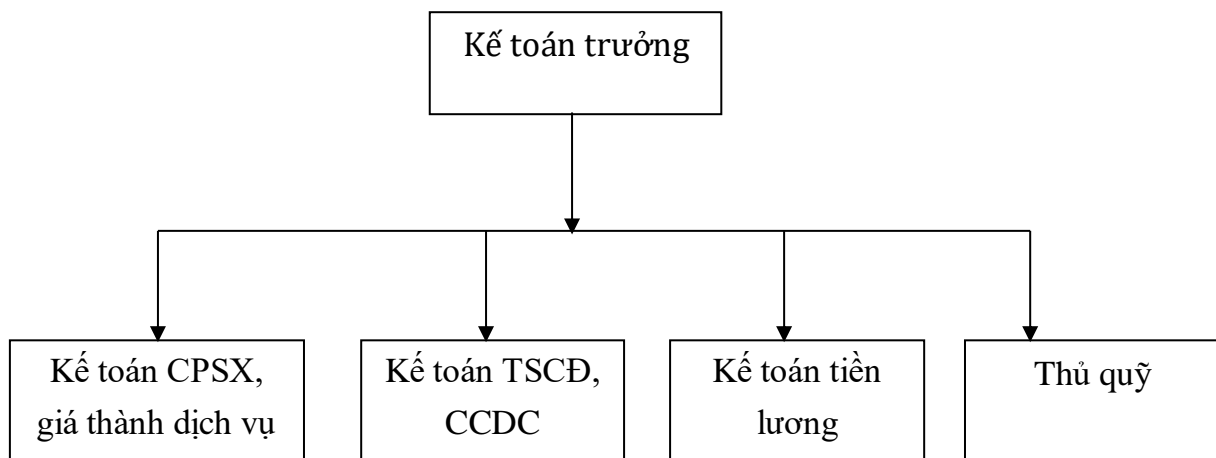 Kế toán trưởng
Kế toán CPSX,
giá thành dịch vụ
Kế toán TSCĐ,
CCDC
Kế toán tiền
lương
Thủ quỹ